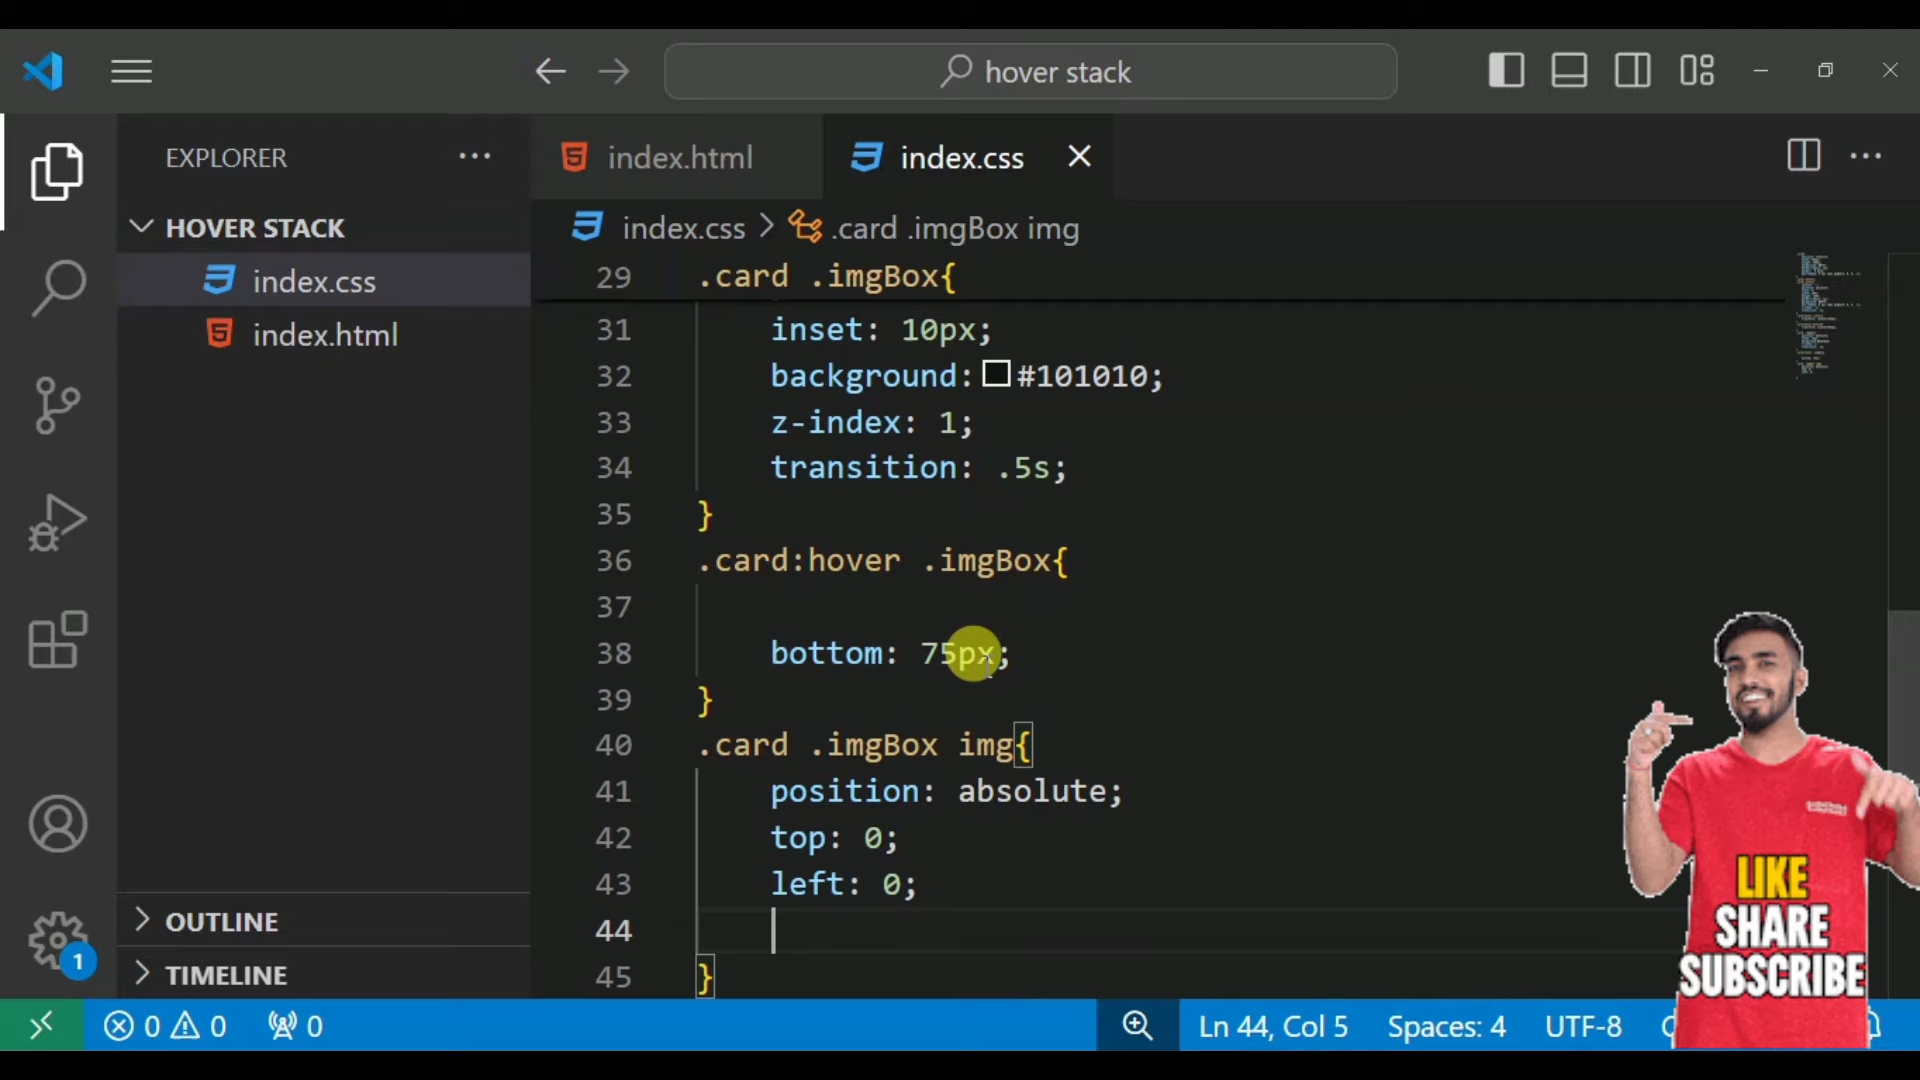 hover stack
EXPLORER
HOVER STACK
index.css
index.html
OUTLINE
TIMELINE
index.html
index.css
index.css > .card .imgBox img
29 .card .imgBox{
31 inset: 10px;
32 background: #101010;
33 z-index: 1;
34 transition: .5s;
35 }
36 .card:hover .imgBox{
37
38 bottom: 75px;
39 }
40 .card .imgBox img{
41 position: absolute;
42 top: 0;
43 left: 0;
44
45 }
LIKE
SHARE
SUBSCRIBE
1
0 0 0
Ln 44, Col 5 Spaces: 4 UTF-8